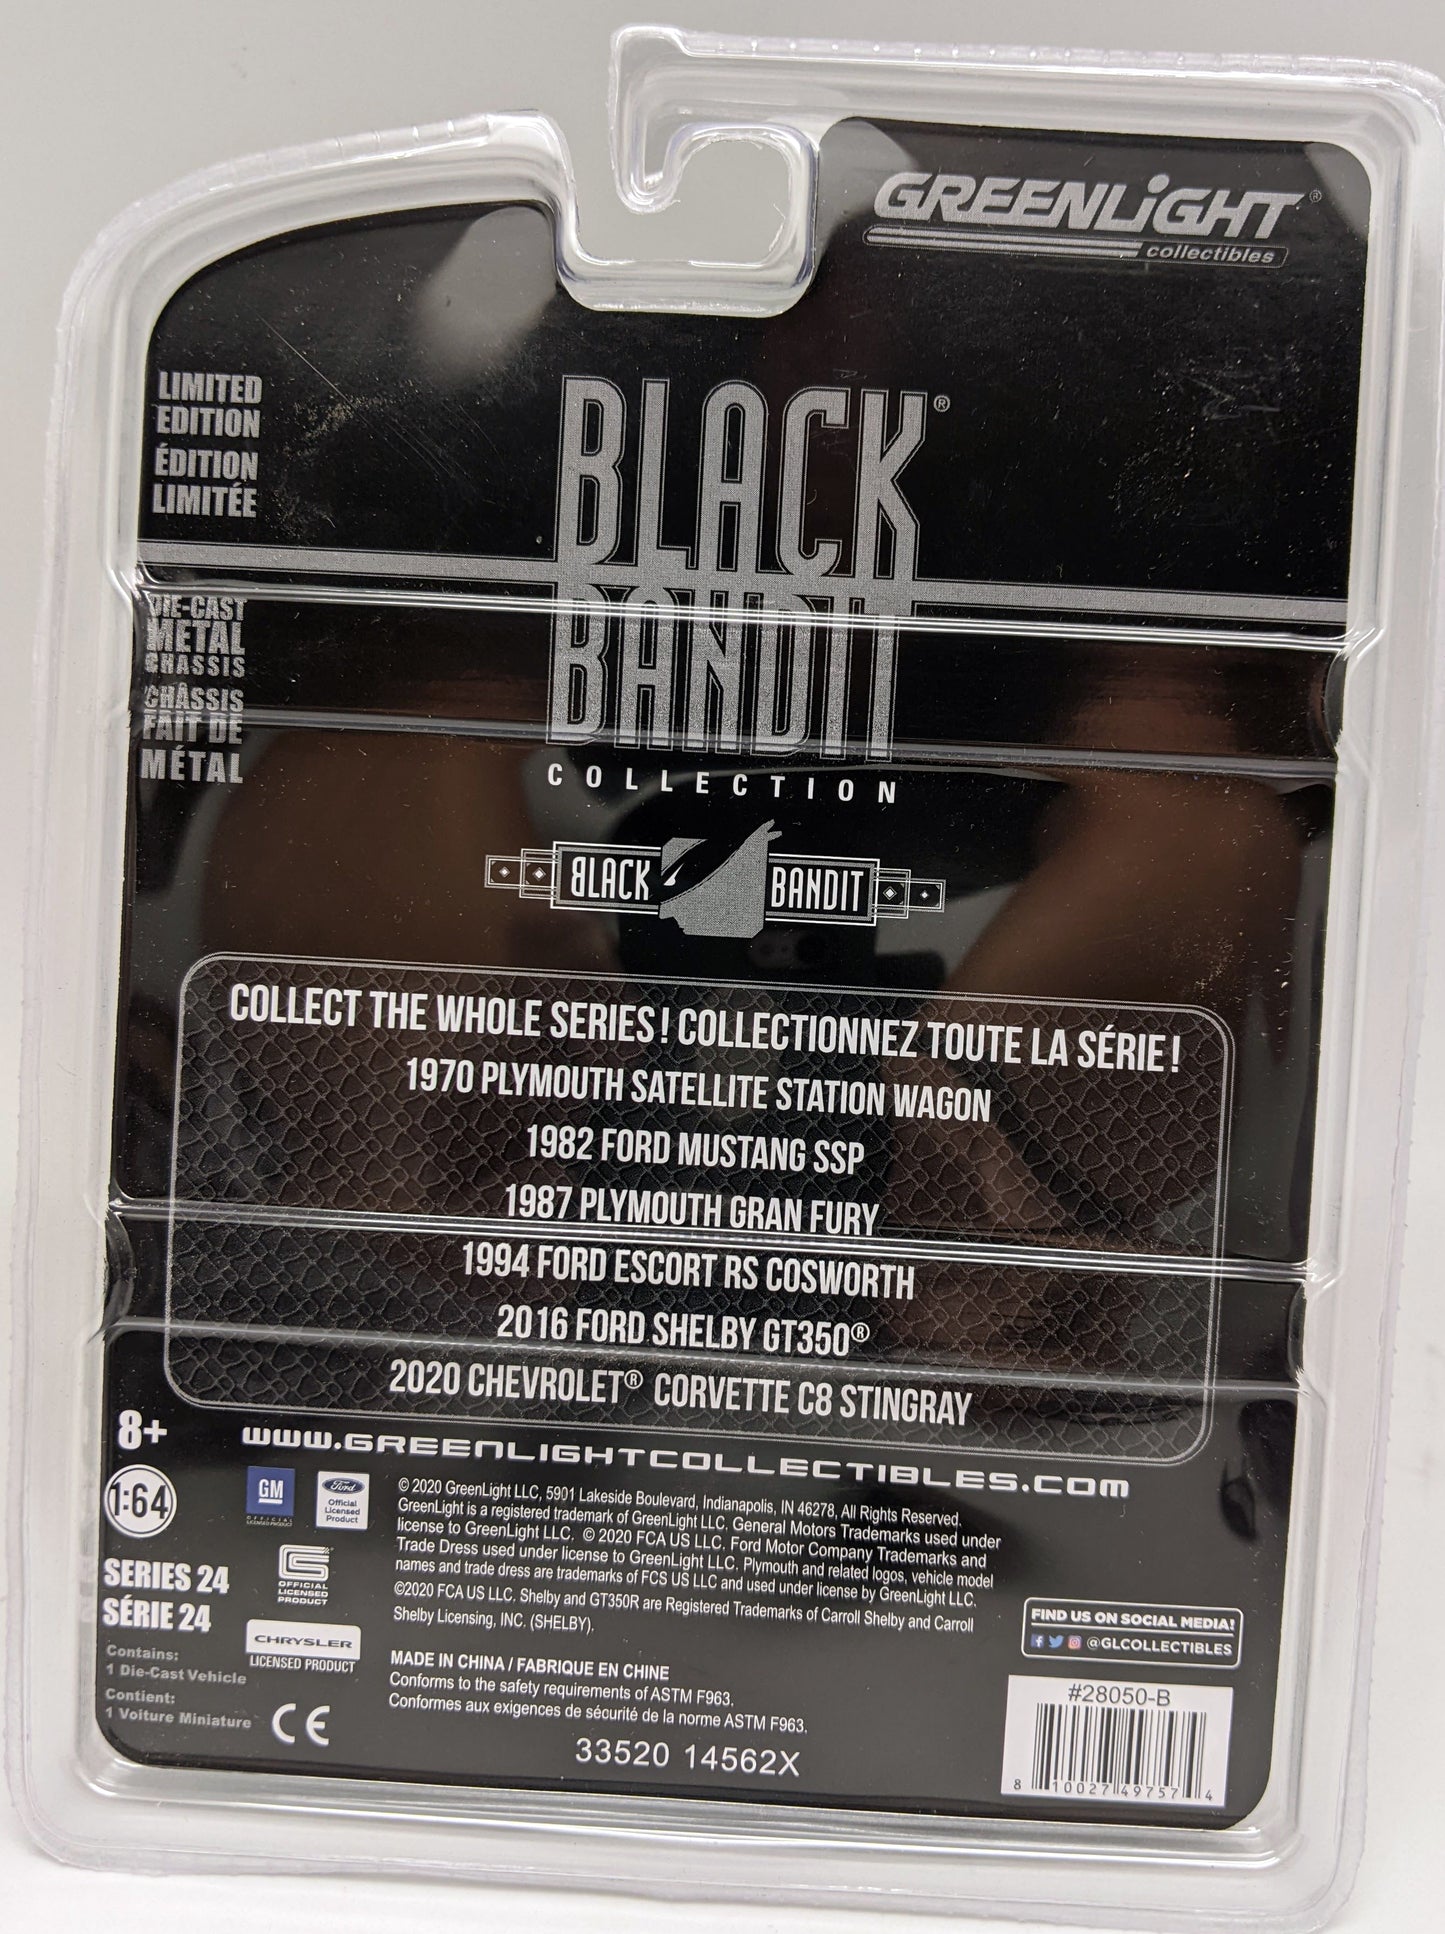 GREENLiGHT®
collectibles
LIMITED
EDITION
ÉDITION
LIMITÉE
BLACK®
BANDIT
COLLECTION
DIE-CAST
METAL
CHASSIS
CHÂSSIS
FAIT DE
MÉTAL
BLACK BANDIT
COLLECT THE WHOLE SERIES! COLLECTIONNEZ TOUTE LA SÉRIE!
1970 PLYMOUTH SATELLITE STATION WAGON
1982 FORD MUSTANG SSP
1987 PLYMOUTH GRAN FURY
1994 FORD ESCORT RS COSWORTH
2016 FORD SHELBY GT350®
2020 CHEVROLET® CORVETTE C8 STINGRAY
www.GREENLIGHTCOLLECTIBLES.COM
8+
1:64
SERIES 24
SÉRIE 24
Contains:
1 Die-Cast Vehicle
Contient:
1 Voiture Miniature
GM
OFFICIAL
LICENSED PRODUCT
Ford
Official
Licensed
Product
CS
OFFICIAL
LICENSED
PRODUCT
CHRYSLER
LICENSED PRODUCT
CE
© 2020 GreenLight LLC, 5901 Lakeside Boulevard, Indianapolis, IN 46278, All Rights Reserved.
GreenLight is a registered trademark of GreenLight LLC. General Motors Trademarks used under
license to GreenLight LLC. © 2020 FCA US LLC. Ford Motor Company Trademarks and
Trade Dress used under license to GreenLight LLC. Plymouth and related logos, vehicle model
names and trade dress are trademarks of FCS US LLC and used under license by GreenLight LLC.
©2020 FCA US LLC. Shelby and GT350R are Registered Trademarks of Carroll Shelby and Carroll
Shelby Licensing, INC. (SHELBY).
MADE IN CHINA / FABRIQUE EN CHINE
Conforms to the safety requirements of ASTM F963.
Conformes aux exigences de sécurité de la norme ASTM F963.
33520 14562X
FIND US ON SOCIAL MEDIA!
@GLCOLLECTIBLES
#28050-B
8 10027 49757 4